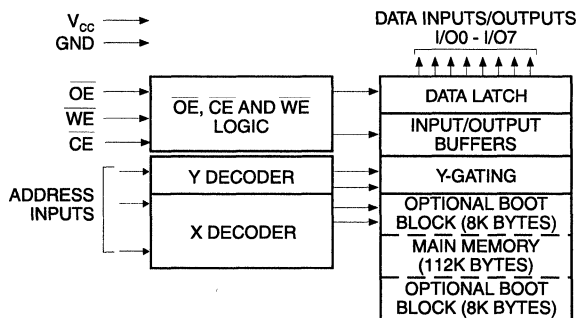 V_CC
GND
DATA INPUTS/OUTPUTS
I/O0 - I/O7
OE
WE
CE
OE, CE AND WE
LOGIC
DATA LATCH
INPUT/OUTPUT
BUFFERS
ADDRESS
INPUTS
Y DECODER
X DECODER
Y-GATING
OPTIONAL BOOT
BLOCK (8K BYTES)
MAIN MEMORY
(112K BYTES)
OPTIONAL BOOT
BLOCK (8K BYTES)